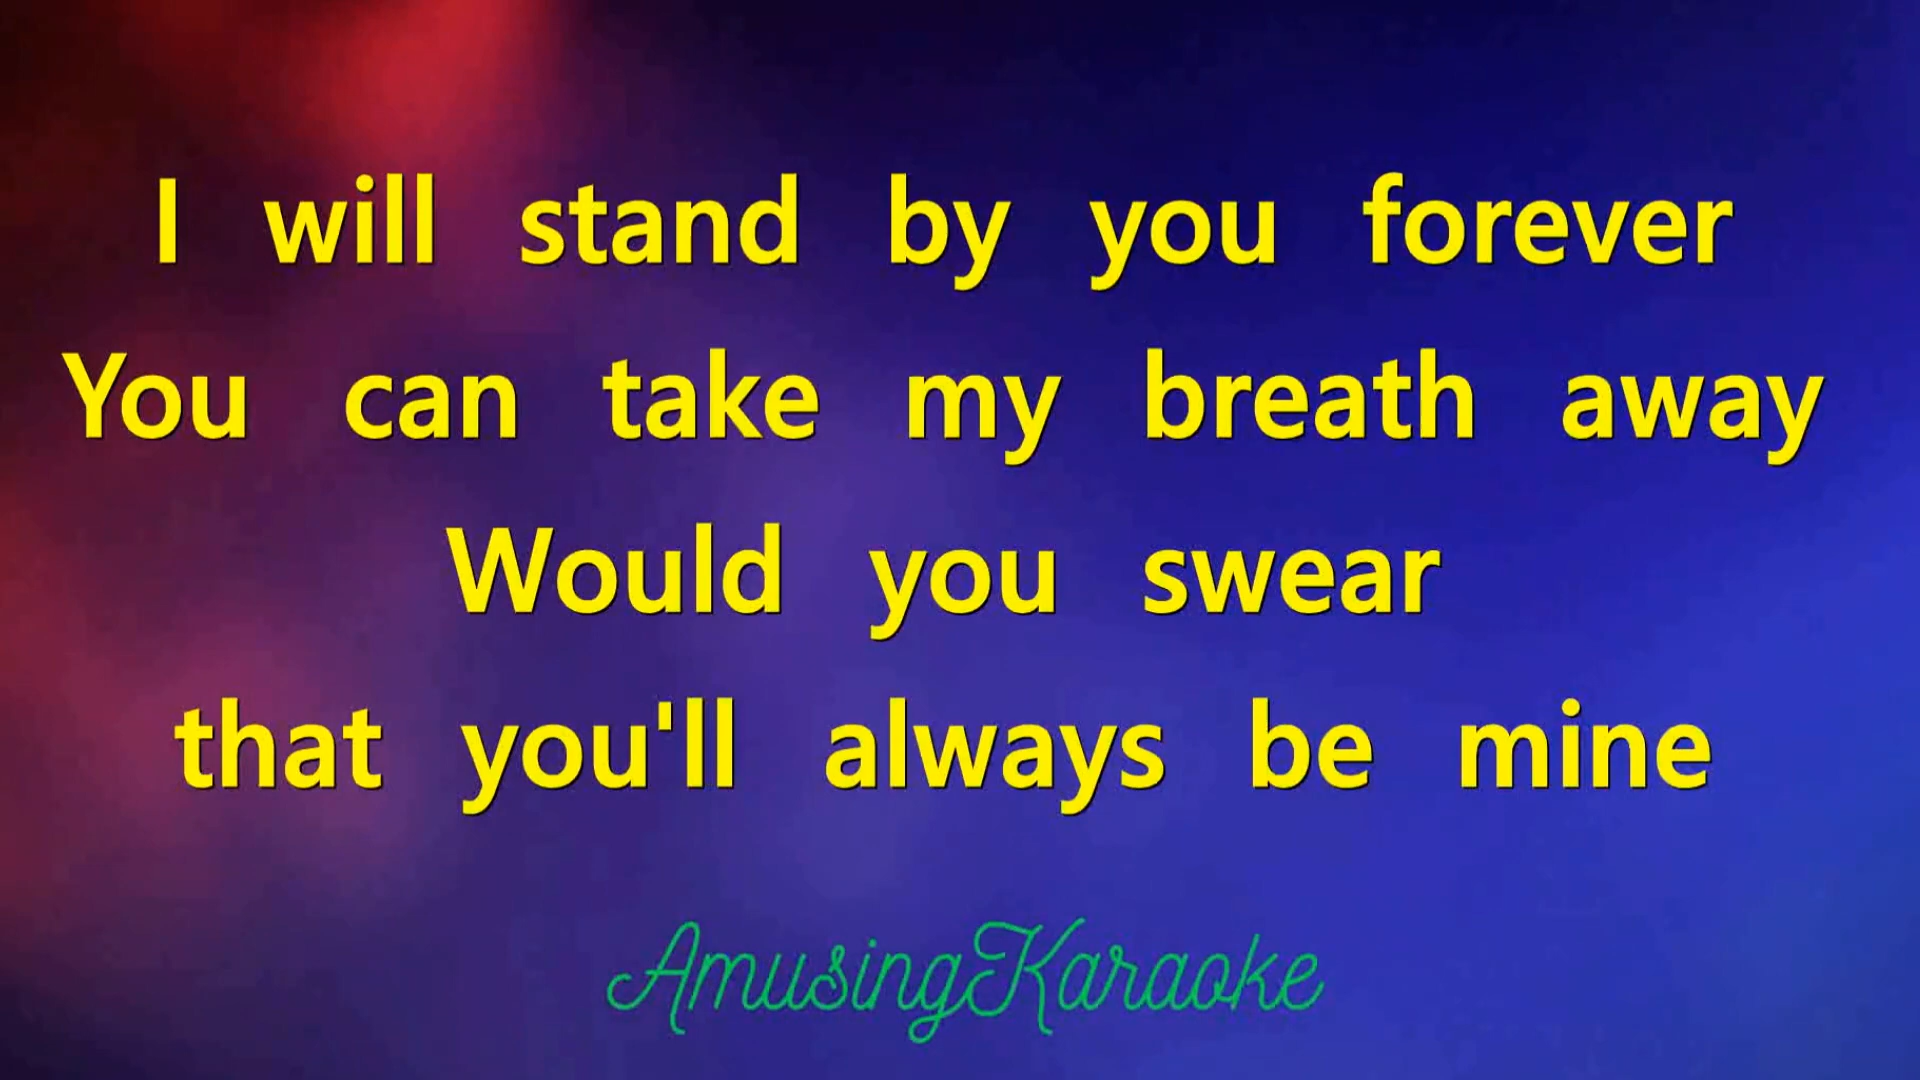 I will stand by you forever
You can take my breath away
Would you swear
that you'll always be mine
AmusingKaraoke